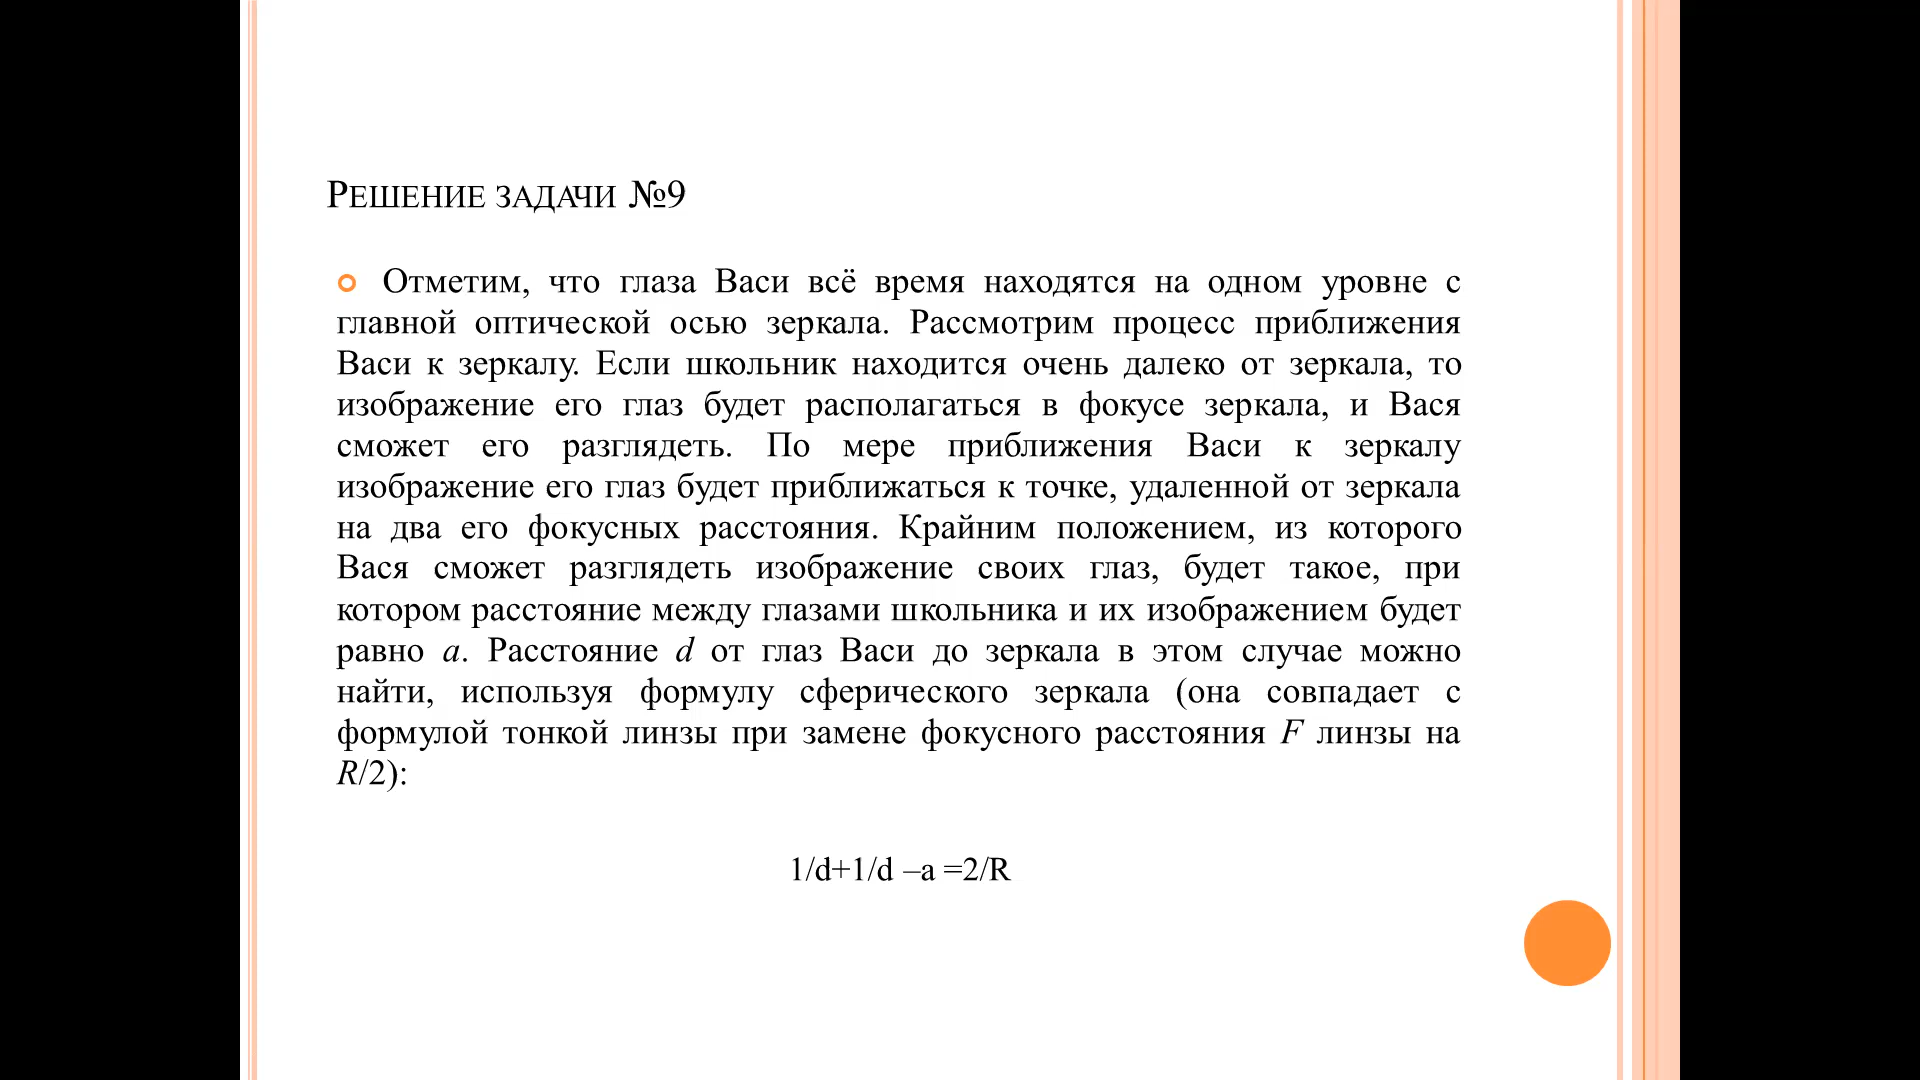 Решение задачи №9
Отметим, что глаза Васи всё время находятся на одном уровне с
главной оптической осью зеркала. Рассмотрим процесс приближения
Васи к зеркалу. Если школьник находится очень далеко от зеркала, то
изображение его глаз будет располагаться в фокусе зеркала, и Вася
сможет его разглядеть. По мере приближения Васи к зеркалу
изображение его глаз будет приближаться к точке, удаленной от зеркала
на два его фокусных расстояния. Крайним положением, из которого
Вася сможет разглядеть изображение своих глаз, будет такое, при
котором расстояние между глазами школьника и их изображением будет
равно a. Расстояние d от глаз Васи до зеркала в этом случае можно
найти, используя формулу сферического зеркала (она совпадает с
формулой тонкой линзы при замене фокусного расстояния F линзы на
R/2):
1/d+1/d –a =2/R